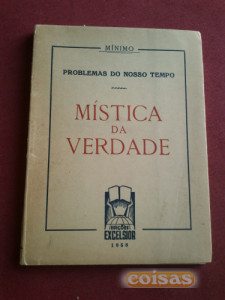 MÍNIMO
PROBLEMAS DO NOSSO TEMPO
MÍSTICA
DA
VERDADE
EDIÇÕES
EXCELSIOR
coisas